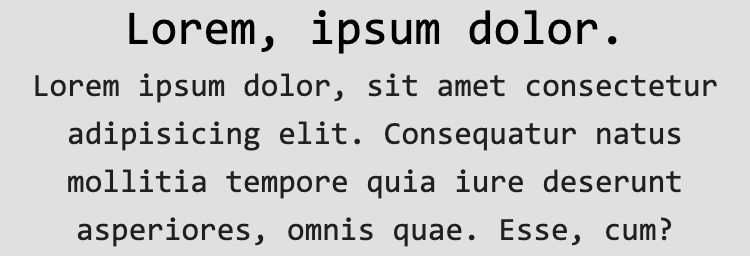 Lorem, ipsum dolor.
Lorem ipsum dolor, sit amet consectetur
adipisicing elit. Consequatur natus
mollitia tempore quia iure deserunt
asperiores, omnis quae. Esse, cum?